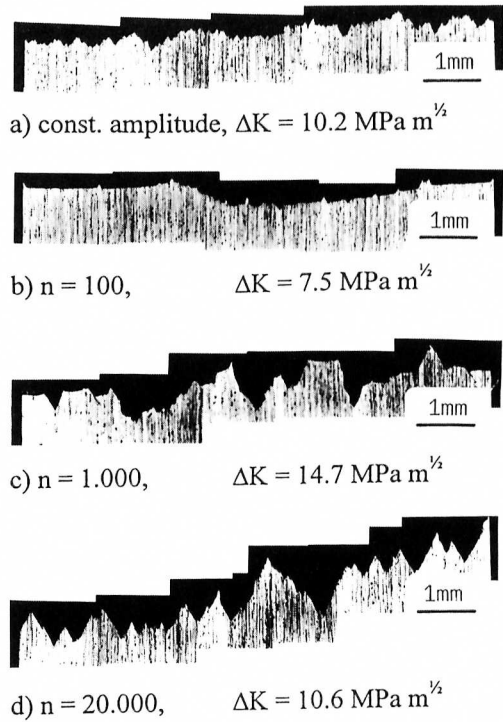 1mm
a) const. amplitude, ΔK = 10.2 MPa m½
1mm
b) n = 100, ΔK = 7.5 MPa m½
1mm
c) n = 1.000, ΔK = 14.7 MPa m½
1mm
d) n = 20.000, ΔK = 10.6 MPa m½